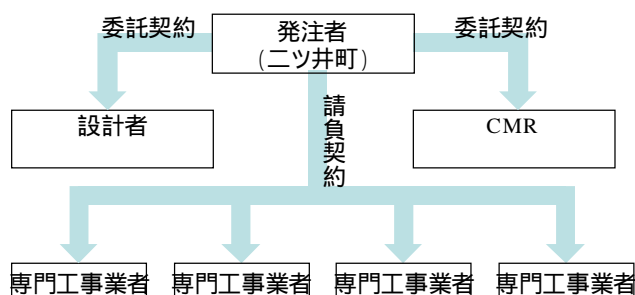 委託契約
発注者
(二ツ井町)
委託契約
設計者
請負契約
CMR
専門工事業者
専門工事業者
専門工事業者
専門工事業者